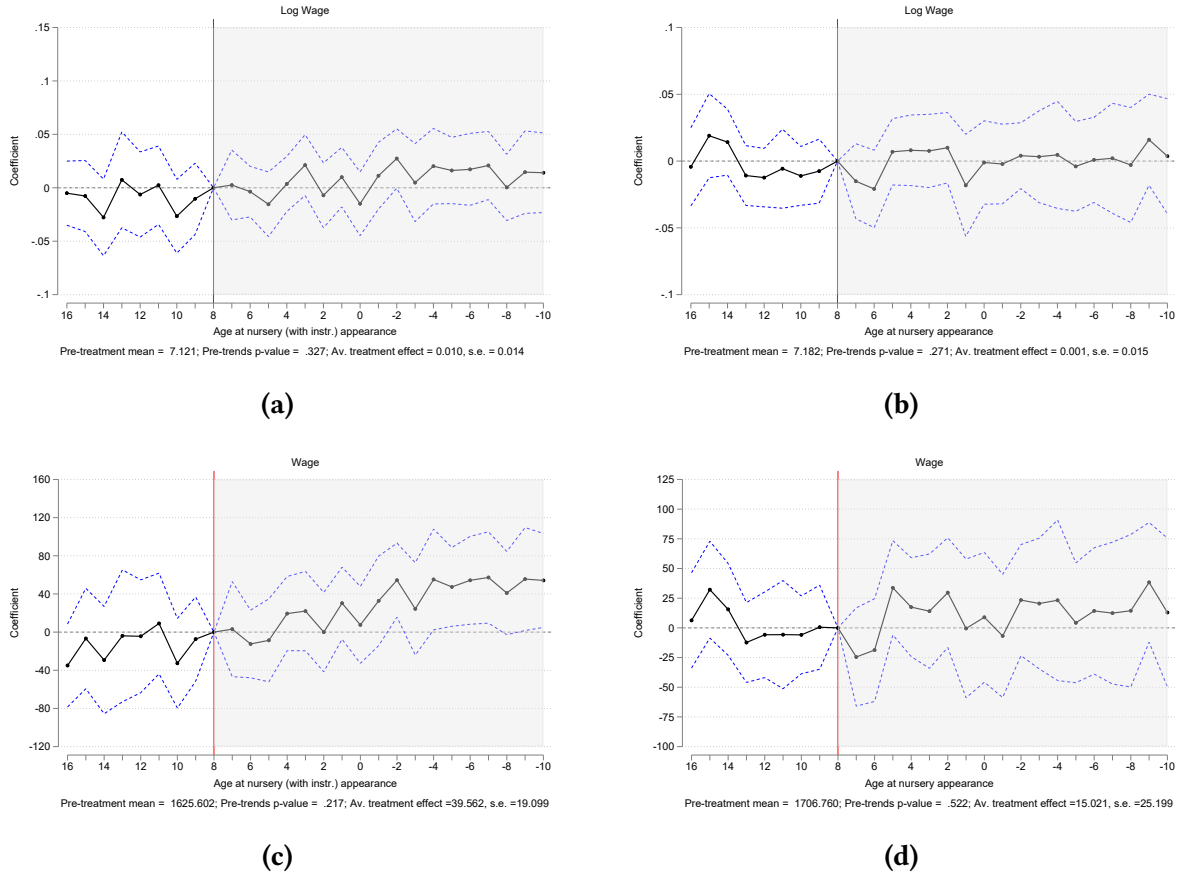 Log Wage
.15
.1
.05
0
-.05
-.1
Coefficient
16 14 12 10 8 6 4 2 0 -2 -4 -6 -8 -10
Age at nursery (with instr.) appearance
Pre-treatment mean = 7.121; Pre-trends p-value = .327; Av. treatment effect = 0.010, s.e. = 0.014
(a)
Log Wage
.1
.05
0
-.05
-.1
Coefficient
16 14 12 10 8 6 4 2 0 -2 -4 -6 -8 -10
Age at nursery appearance
Pre-treatment mean = 7.182; Pre-trends p-value = .271; Av. treatment effect = 0.001, s.e. = 0.015
(b)
Wage
160
120
80
40
0
-40
-80
-120
Coefficient
16 14 12 10 8 6 4 2 0 -2 -4 -6 -8 -10
Age at nursery (with instr.) appearance
Pre-treatment mean = 1625.602; Pre-trends p-value = .217; Av. treatment effect =39.562, s.e. =19.099
(c)
Wage
125
100
75
50
25
0
-25
-50
-75
-100
Coefficient
16 14 12 10 8 6 4 2 0 -2 -4 -6 -8 -10
Age at nursery appearance
Pre-treatment mean = 1706.760; Pre-trends p-value = .522; Av. treatment effect =15.021, s.e. =25.199
(d)